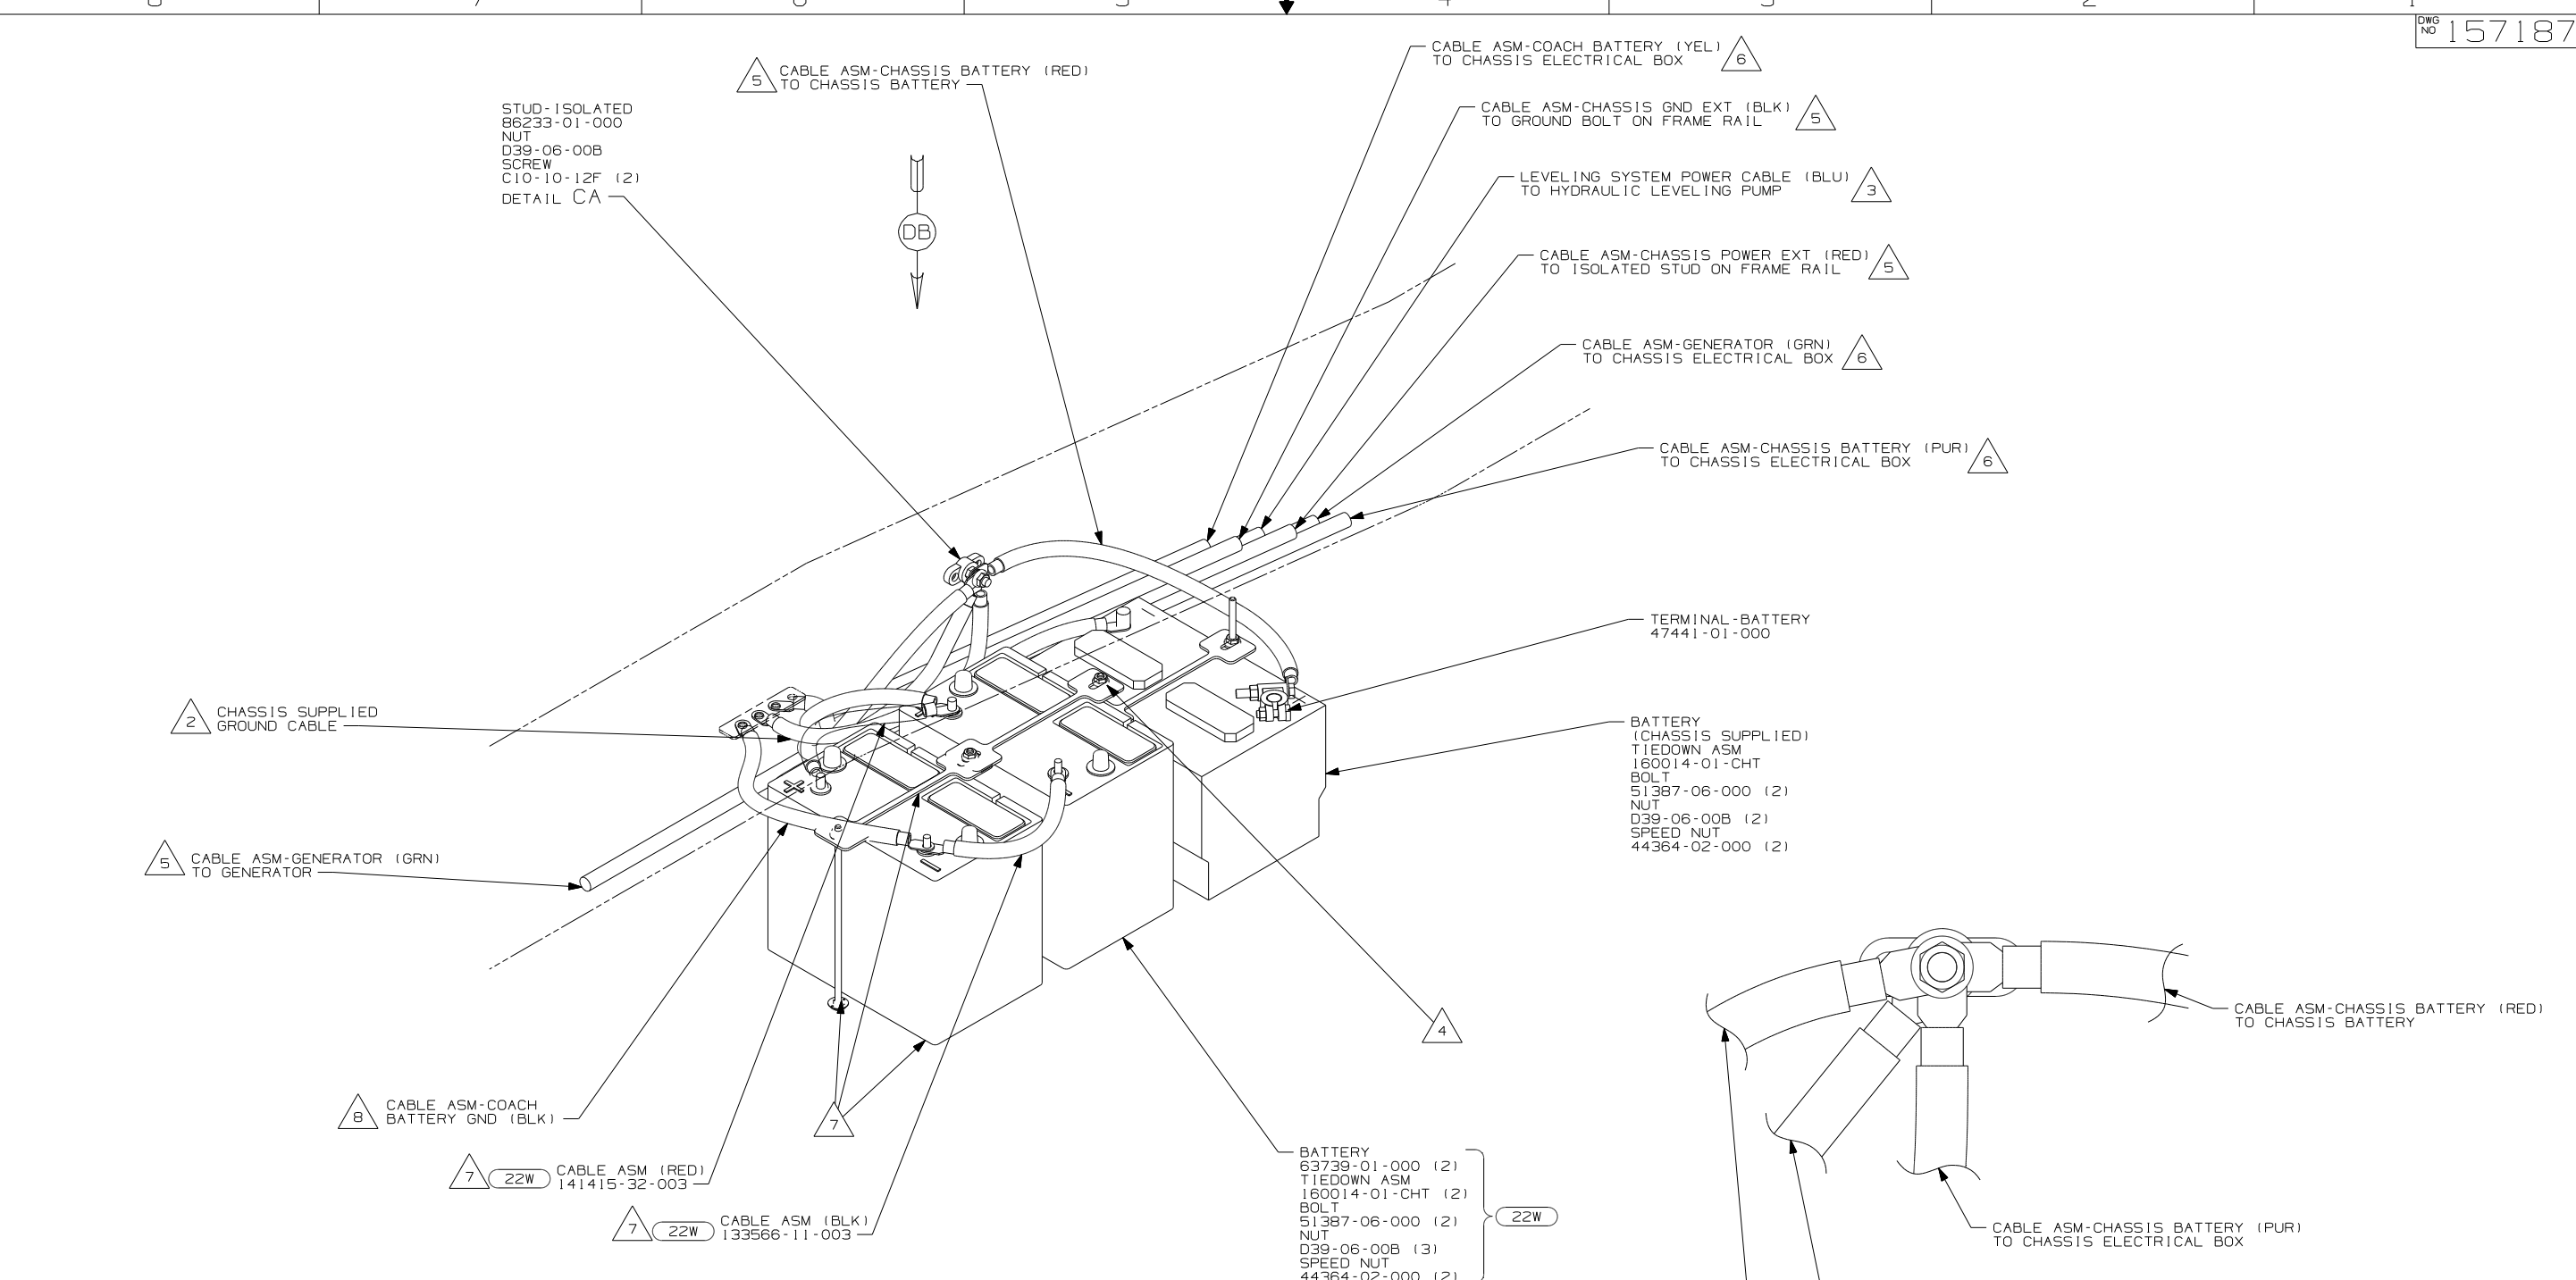 DWG
NO
157187
CABLE ASM-COACH BATTERY (YEL)
TO CHASSIS ELECTRICAL BOX
6
5
CABLE ASM-CHASSIS BATTERY (RED)
TO CHASSIS BATTERY
STUD-ISOLATED
86233-01-000
NUT
D39-06-00B
SCREW
C10-10-12F (2)
DETAIL CA
CABLE ASM-CHASSIS GND EXT (BLK)
TO GROUND BOLT ON FRAME RAIL
5
LEVELING SYSTEM POWER CABLE (BLU)
TO HYDRAULIC LEVELING PUMP
3
DB
CABLE ASM-CHASSIS POWER EXT (RED)
TO ISOLATED STUD ON FRAME RAIL
5
CABLE ASM-GENERATOR (GRN)
TO CHASSIS ELECTRICAL BOX
6
CABLE ASM-CHASSIS BATTERY (PUR)
TO CHASSIS ELECTRICAL BOX
6
TERMINAL-BATTERY
47441-01-000
2
CHASSIS SUPPLIED
GROUND CABLE
BATTERY
(CHASSIS SUPPLIED)
TIEDOWN ASM
160014-01-CHT
BOLT
51387-06-000 (2)
NUT
D39-06-00B (2)
SPEED NUT
44364-02-000 (2)
5
CABLE ASM-GENERATOR (GRN)
TO GENERATOR
4
CABLE ASM-CHASSIS BATTERY (RED)
TO CHASSIS BATTERY
8
CABLE ASM-COACH
BATTERY GND (BLK)
7
7
22W
CABLE ASM (RED)
141415-32-003
7
22W
CABLE ASM (BLK)
133566-11-003
BATTERY
63739-01-000 (2)
TIEDOWN ASM
160014-01-CHT (2)
BOLT
51387-06-000 (2)
NUT
D39-06-00B (3)
SPEED NUT
44364-02-000 (2)
22W
CABLE ASM-CHASSIS BATTERY (PUR)
TO CHASSIS ELECTRICAL BOX